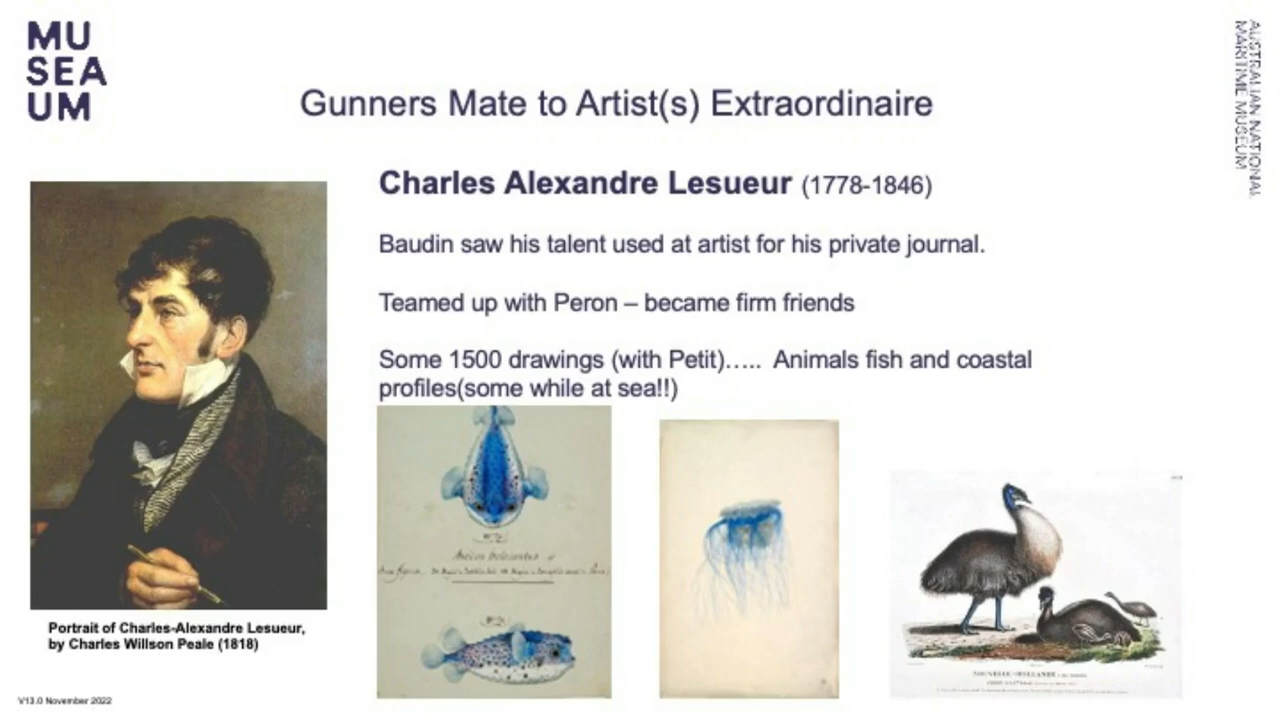 MU
SEA
UM
AUSTRALIAN NATIONAL
MARITIME MUSEUM
Gunners Mate to Artist(s) Extraordinaire
Charles Alexandre Lesueur (1778-1846)
Baudin saw his talent used at artist for his private journal.
Teamed up with Peron – became firm friends
Some 1500 drawings (with Petit)….. Animals fish and coastal
profiles(some while at sea!!)
NOUVELLE-HOLLANDE
Portrait of Charles-Alexandre Lesueur,
by Charles Willson Peale (1818)
V13.0 November 2022